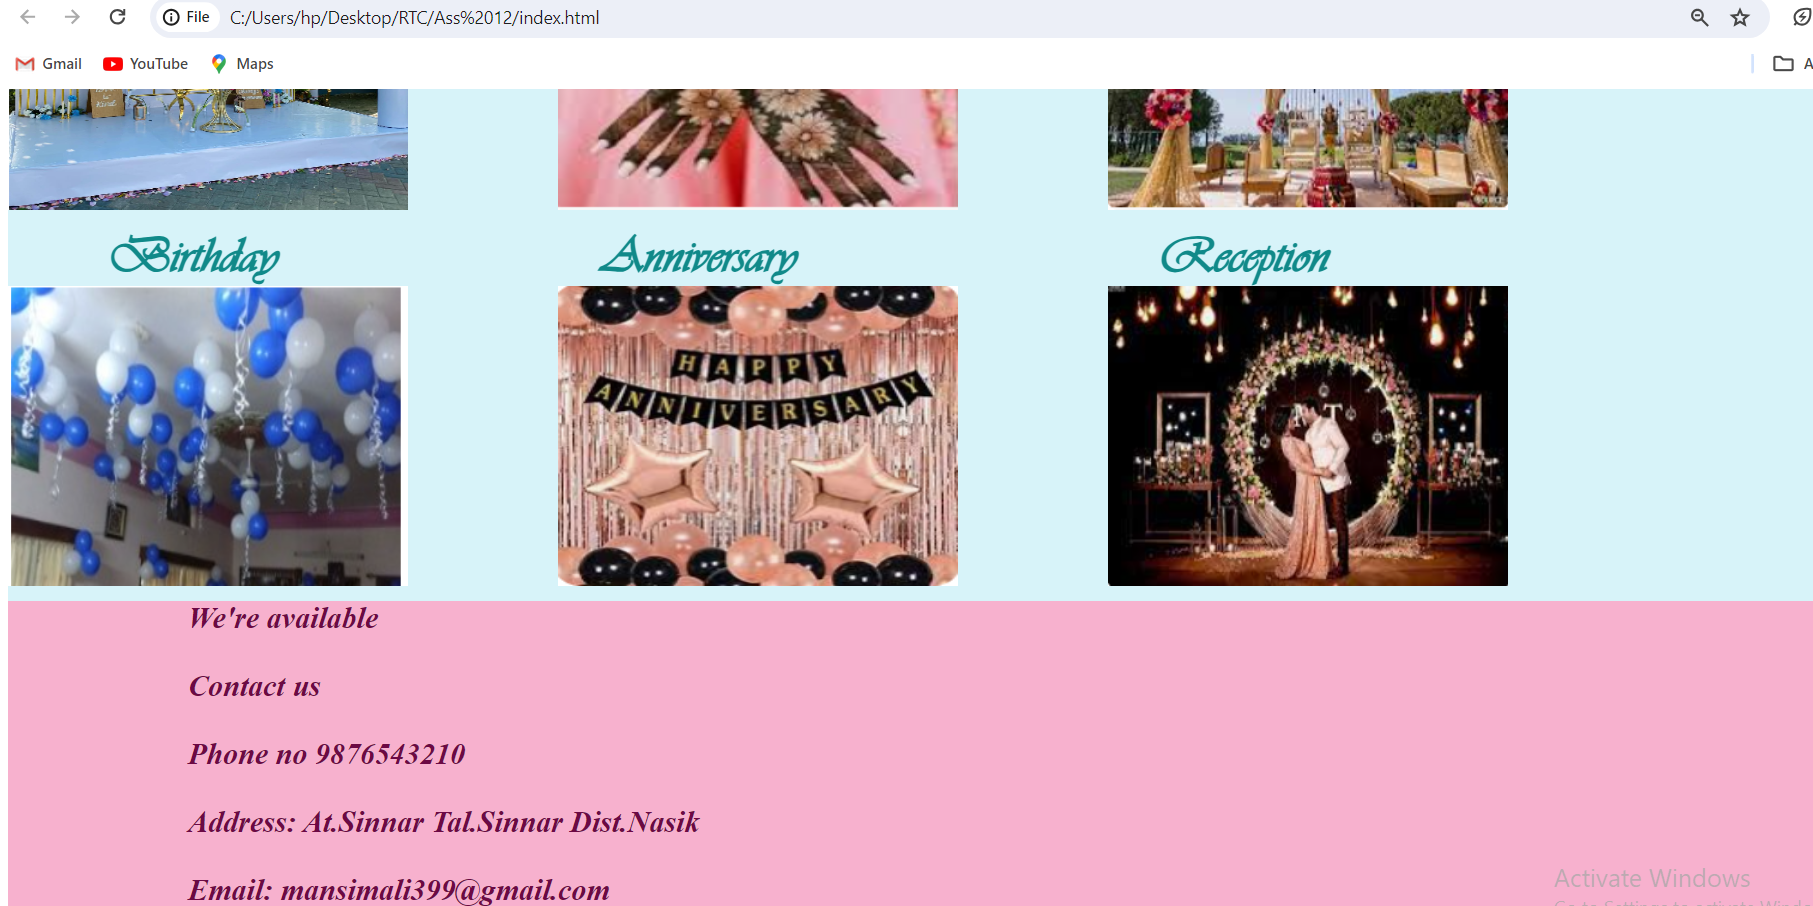 File C:/Users/hp/Desktop/RTC/Ass%2012/index.html
Gmail YouTube Maps A
SOURCE
Birthday Anniversary Reception
HAPPY
ANNIVERSARY
N T
We're available
Contact us
Phone no 9876543210
Address: At.Sinnar Tal.Sinnar Dist.Nasik
Email: mansimali399@gmail.com
Activate Windows